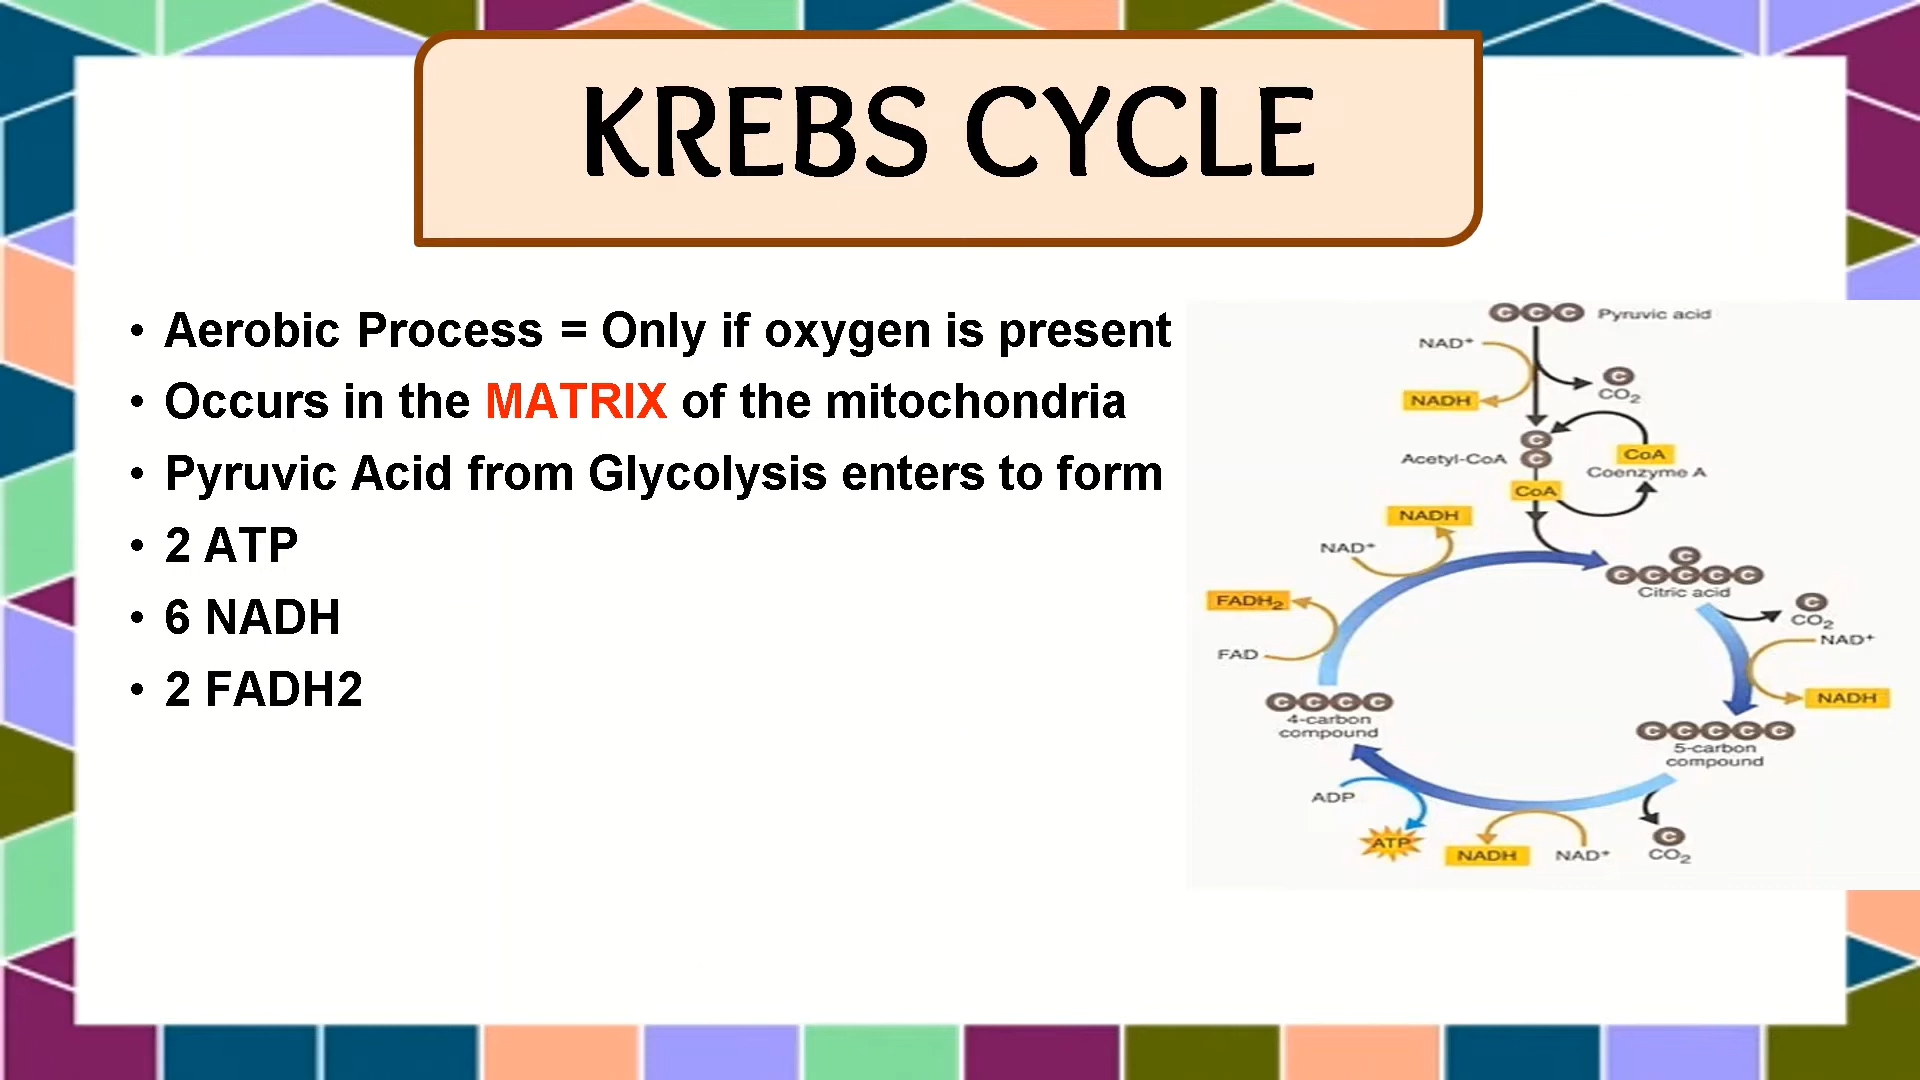 KREBS CYCLE
• Aerobic Process = Only if oxygen is present
• Occurs in the MATRIX of the mitochondria
• Pyruvic Acid from Glycolysis enters to form
• 2 ATP
• 6 NADH
• 2 FADH2
C C C Pyruvic acid
NAD+
C
CO2
NADH
C
Acetyl-CoA C
CoA
Coenzyme A
CoA
NADH
NAD+
C
C C C C C
Citric acid
FADH2
C
CO2
NAD+
FAD
NADH
C C C C
4-carbon
compound
C C C C C
5-carbon
compound
ADP
ATP
NADH
NAD+
C
CO2